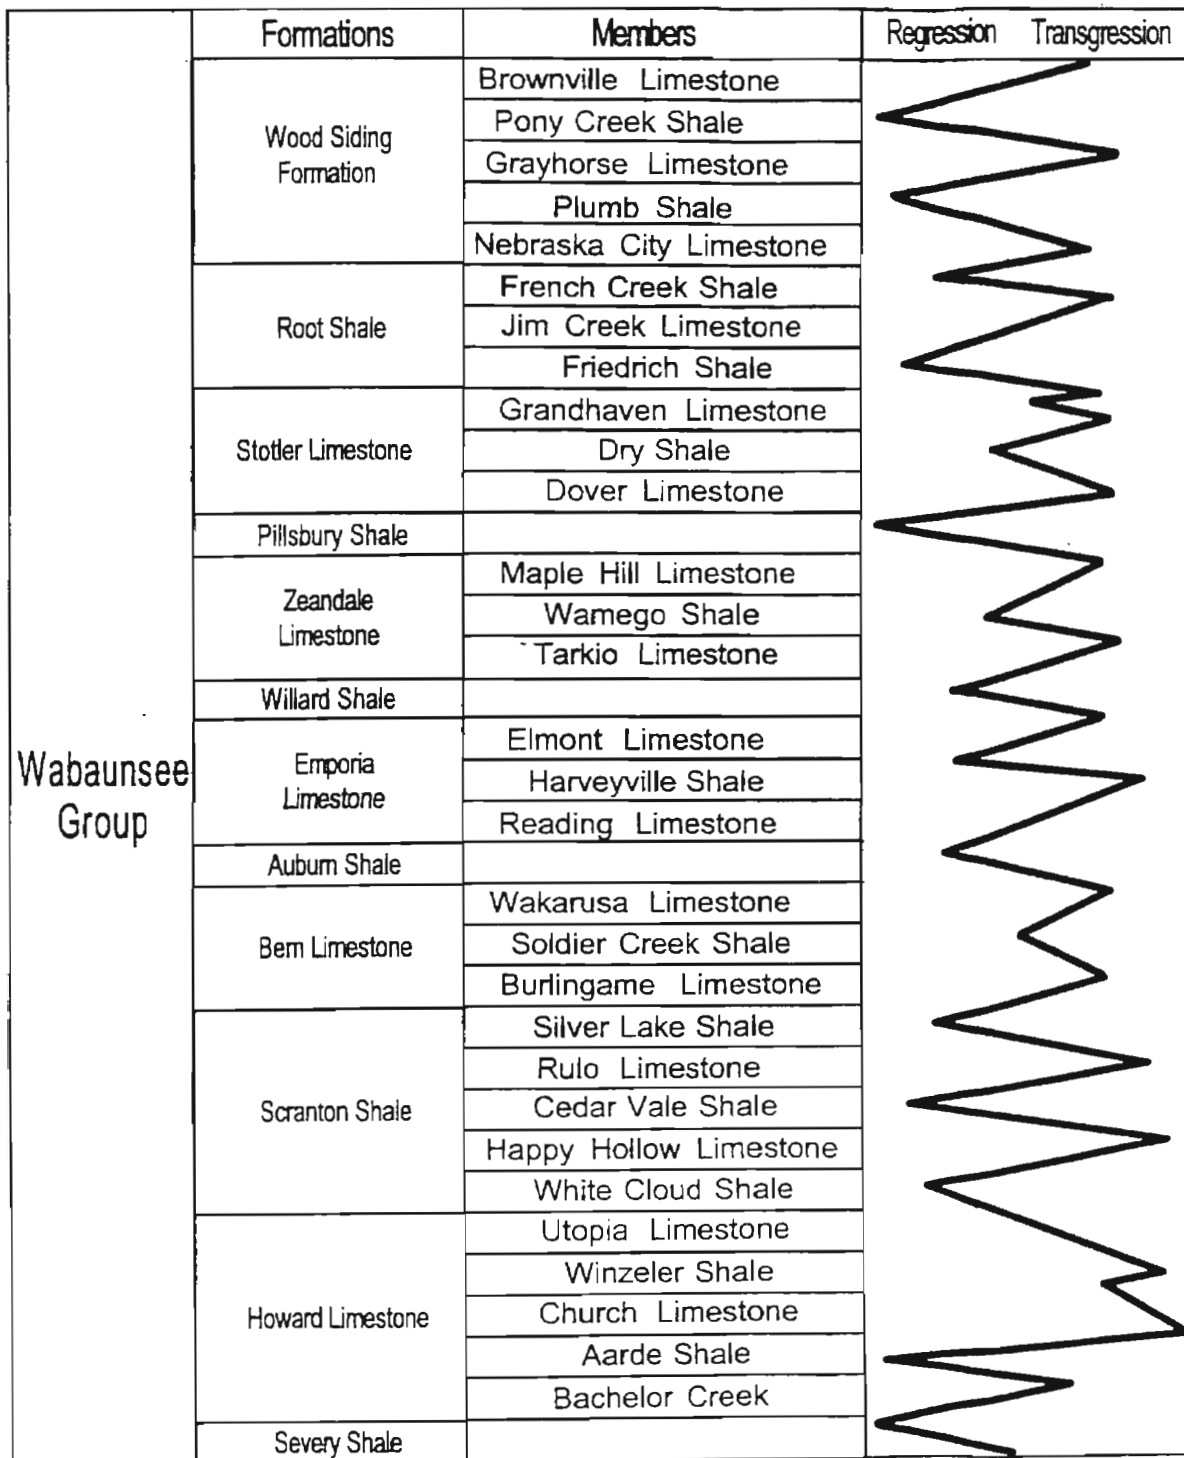 Formations Members Regression Transgression
Wabaunsee
Group
Wood Siding
Formation
Brownville Limestone
Pony Creek Shale
Grayhorse Limestone
Plumb Shale
Nebraska City Limestone
Root Shale
French Creek Shale
Jim Creek Limestone
Friedrich Shale
Stotler Limestone
Grandhaven Limestone
Dry Shale
Dover Limestone
Pillsbury Shale
Zeandale
Limestone
Maple Hill Limestone
Wamego Shale
Tarkio Limestone
Willard Shale
Emporia
Limestone
Elmont Limestone
Harveyville Shale
Reading Limestone
Auburn Shale
Bern Limestone
Wakarusa Limestone
Soldier Creek Shale
Burlingame Limestone
Scranton Shale
Silver Lake Shale
Rulo Limestone
Cedar Vale Shale
Happy Hollow Limestone
White Cloud Shale
Howard Limestone
Utopia Limestone
Winzeler Shale
Church Limestone
Aarde Shale
Bachelor Creek
Severy Shale